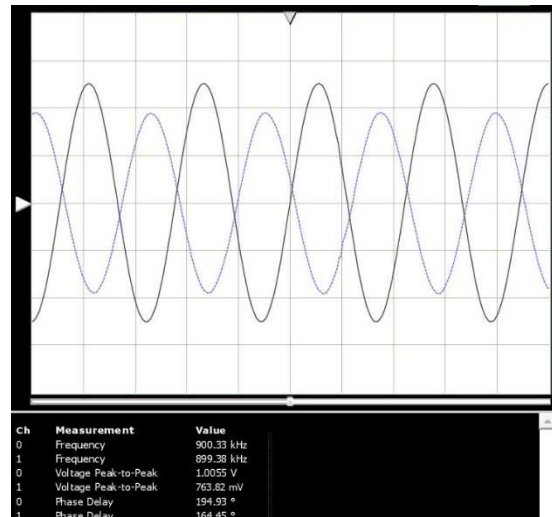 Ch Measurement Value
0 Frequency 900.33 kHz
1 Frequency 899.38 kHz
0 Voltage Peak-to-Peak 1.0055 V
1 Voltage Peak-to-Peak 763.82 mV
0 Phase Delay 194.93 °
1 Phase Delay 164.45 °